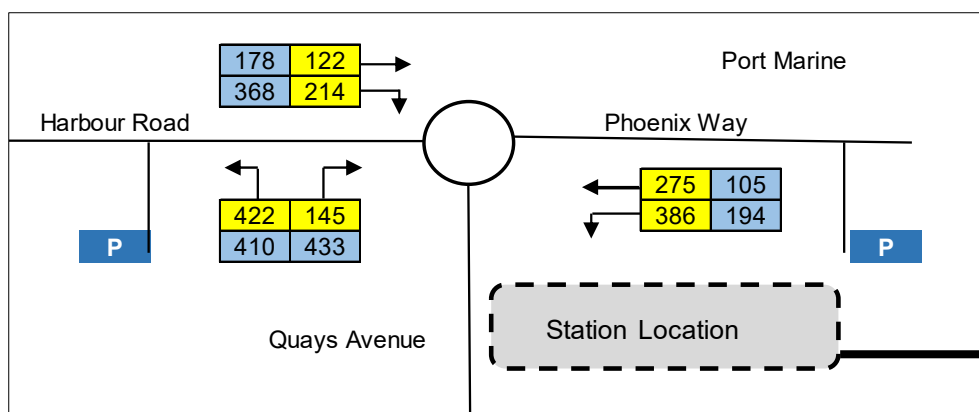 178 122
Port Marine
368 214
Harbour Road
Phoenix Way
275 105
386 194
422 145
410 433
P
P
Station Location
Quays Avenue